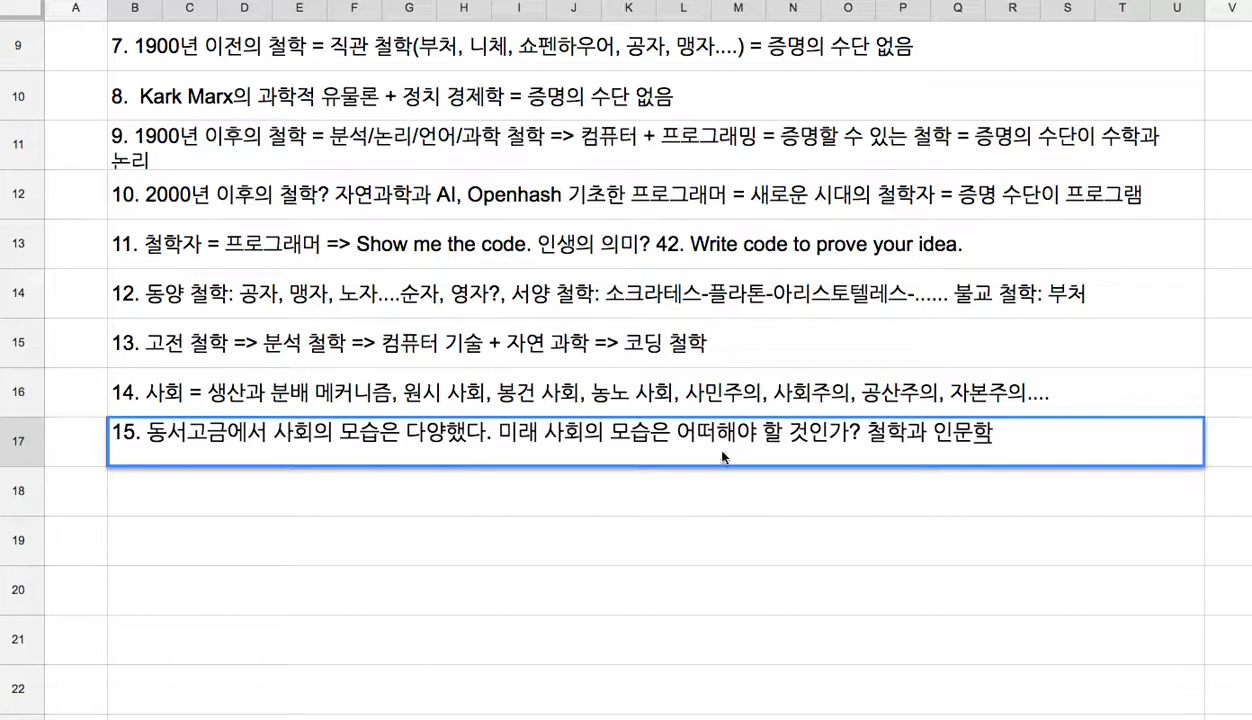 A B C D E F G H I J K L M N O P Q R S T U V
9 7. 1900년 이전의 철학 = 직관 철학(부처, 니체, 쇼펜하우어, 공자, 맹자....) = 증명의 수단 없음
10 8. Kark Marx의 과학적 유물론 + 정치 경제학 = 증명의 수단 없음
11 9. 1900년 이후의 철학 = 분석/논리/언어/과학 철학 => 컴퓨터 + 프로그래밍 = 증명할 수 있는 철학 = 증명의 수단이 수학과
논리
12 10. 2000년 이후의 철학? 자연과학과 AI, Openhash 기초한 프로그래머 = 새로운 시대의 철학자 = 증명 수단이 프로그램
13 11. 철학자 = 프로그래머 => Show me the code. 인생의 의미? 42. Write code to prove your idea.
14 12. 동양 철학: 공자, 맹자, 노자....순자, 영자?, 서양 철학: 소크라테스-플라톤-아리스토텔레스-...... 불교 철학: 부처
15 13. 고전 철학 => 분석 철학 => 컴퓨터 기술 + 자연 과학 => 코딩 철학
16 14. 사회 = 생산과 분배 메커니즘, 원시 사회, 봉건 사회, 농노 사회, 사민주의, 사회주의, 공산주의, 자본주의....
17 15. 동서고금에서 사회의 모습은 다양했다. 미래 사회의 모습은 어떠해야 할 것인가? 철학과 인문학
18
19
20
21
22